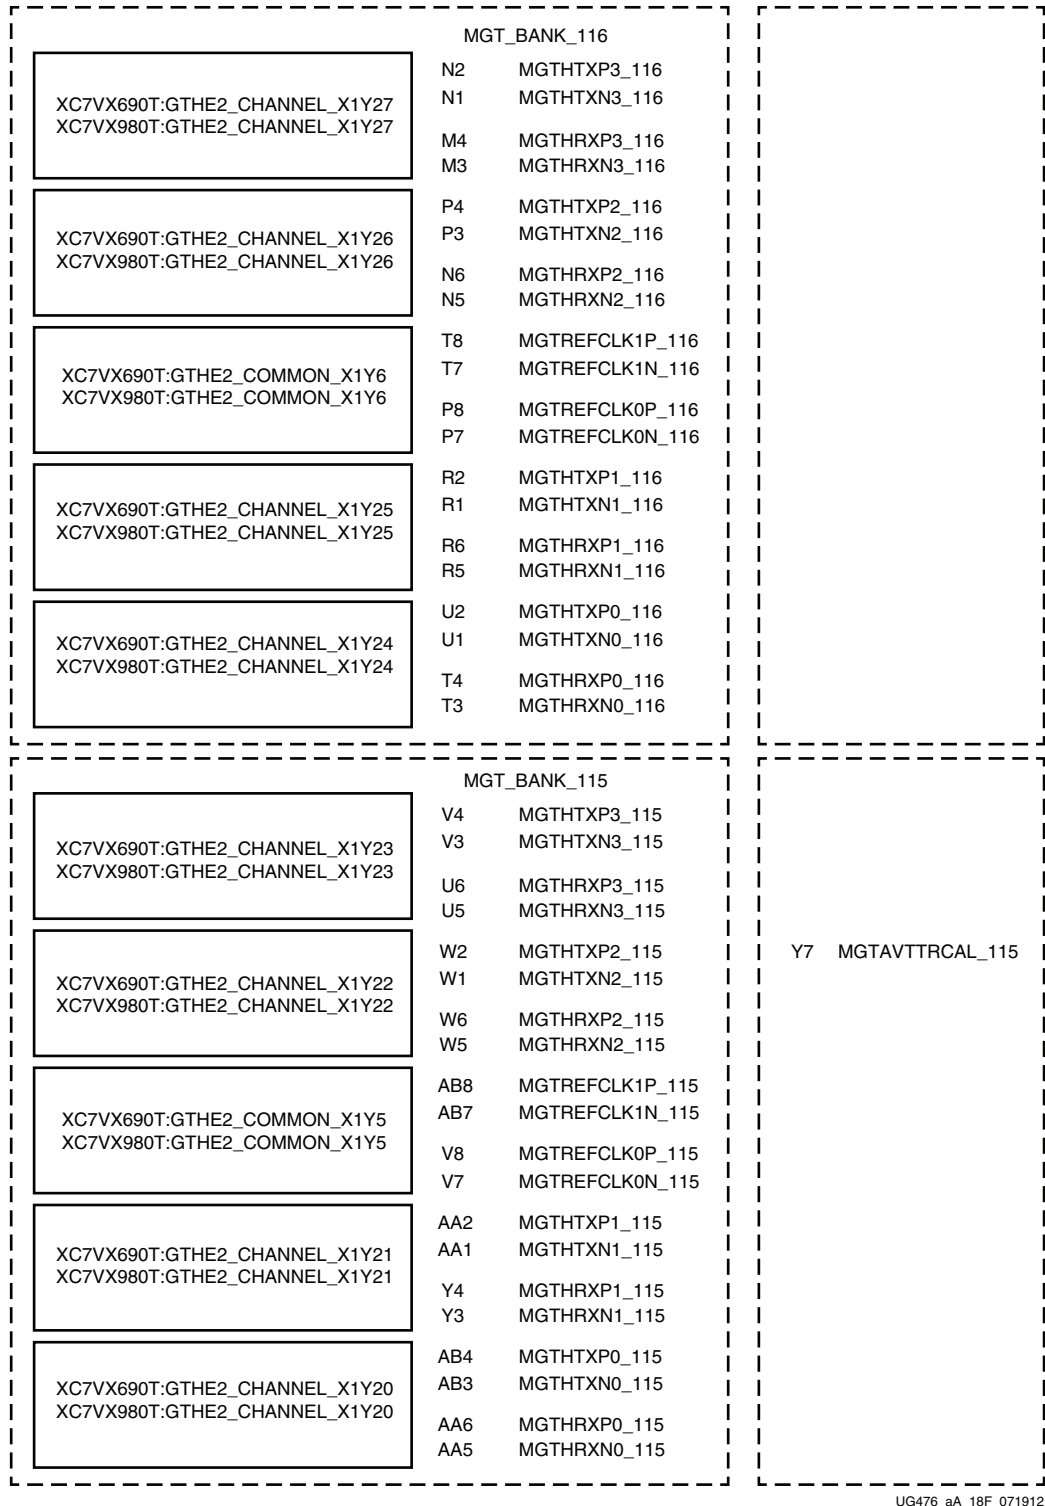 MGT_BANK_116
XC7VX690T:GTHE2_CHANNEL_X1Y27
XC7VX980T:GTHE2_CHANNEL_X1Y27
N2 MGTHTXP3_116
N1 MGTHTXN3_116
M4 MGTHRXP3_116
M3 MGTHRXN3_116
XC7VX690T:GTHE2_CHANNEL_X1Y26
XC7VX980T:GTHE2_CHANNEL_X1Y26
P4 MGTHTXP2_116
P3 MGTHTXN2_116
N6 MGTHRXP2_116
N5 MGTHRXN2_116
XC7VX690T:GTHE2_COMMON_X1Y6
XC7VX980T:GTHE2_COMMON_X1Y6
T8 MGTREFCLK1P_116
T7 MGTREFCLK1N_116
P8 MGTREFCLK0P_116
P7 MGTREFCLK0N_116
XC7VX690T:GTHE2_CHANNEL_X1Y25
XC7VX980T:GTHE2_CHANNEL_X1Y25
R2 MGTHTXP1_116
R1 MGTHTXN1_116
R6 MGTHRXP1_116
R5 MGTHRXN1_116
XC7VX690T:GTHE2_CHANNEL_X1Y24
XC7VX980T:GTHE2_CHANNEL_X1Y24
U2 MGTHTXP0_116
U1 MGTHTXN0_116
T4 MGTHRXP0_116
T3 MGTHRXN0_116
MGT_BANK_115
XC7VX690T:GTHE2_CHANNEL_X1Y23
XC7VX980T:GTHE2_CHANNEL_X1Y23
V4 MGTHTXP3_115
V3 MGTHTXN3_115
U6 MGTHRXP3_115
U5 MGTHRXN3_115
XC7VX690T:GTHE2_CHANNEL_X1Y22
XC7VX980T:GTHE2_CHANNEL_X1Y22
W2 MGTHTXP2_115
W1 MGTHTXN2_115
W6 MGTHRXP2_115
W5 MGTHRXN2_115
XC7VX690T:GTHE2_COMMON_X1Y5
XC7VX980T:GTHE2_COMMON_X1Y5
AB8 MGTREFCLK1P_115
AB7 MGTREFCLK1N_115
V8 MGTREFCLK0P_115
V7 MGTREFCLK0N_115
XC7VX690T:GTHE2_CHANNEL_X1Y21
XC7VX980T:GTHE2_CHANNEL_X1Y21
AA2 MGTHTXP1_115
AA1 MGTHTXN1_115
Y4 MGTHRXP1_115
Y3 MGTHRXN1_115
XC7VX690T:GTHE2_CHANNEL_X1Y20
XC7VX980T:GTHE2_CHANNEL_X1Y20
AB4 MGTHTXP0_115
AB3 MGTHTXN0_115
AA6 MGTHRXP0_115
AA5 MGTHRXN0_115
Y7 MGTAVTTRCAL_115
UG476_aA_18F_071912